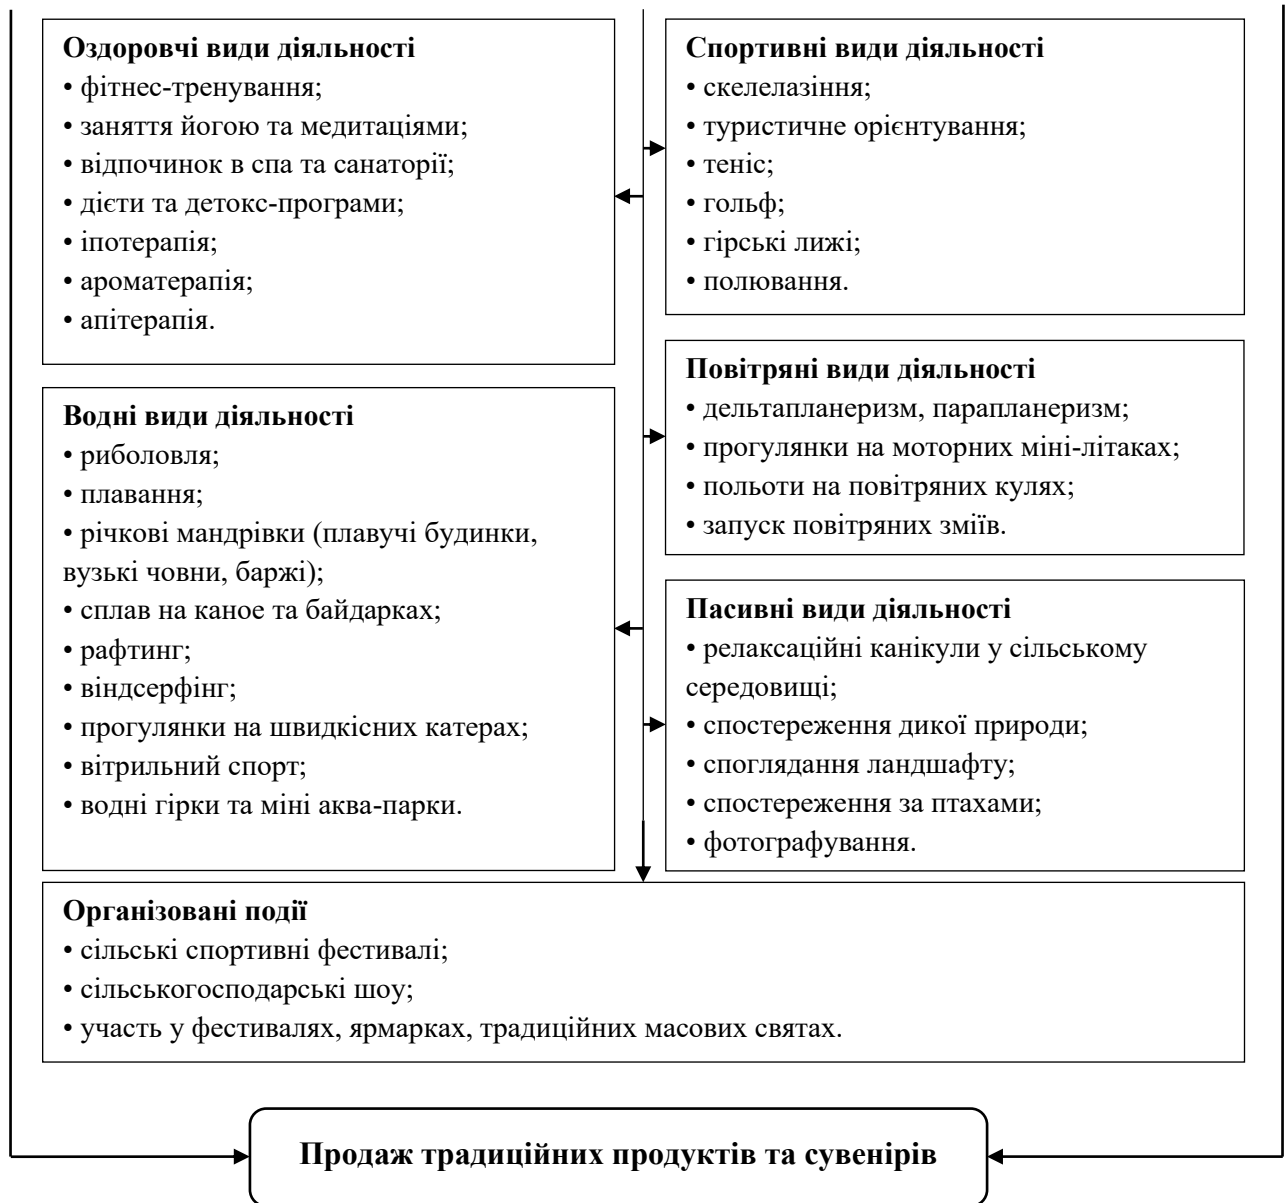 Оздоровчі види діяльності
• фітнес-тренування;
• заняття йогою та медитаціями;
• відпочинок в спа та санаторії;
• дієти та детокс-програми;
• іпотерапія;
• ароматерапія;
• апітерапія.
Спортивні види діяльності
• скелелазіння;
• туристичне орієнтування;
• теніс;
• гольф;
• гірські лижі;
• полювання.
Водні види діяльності
• риболовля;
• плавання;
• річкові мандрівки (плавучі будинки,
вузькі човни, баржі);
• сплав на каное та байдарках;
• рафтинг;
• віндсерфінг;
• прогулянки на швидкісних катерах;
• вітрильний спорт;
• водні гірки та міні аква-парки.
Повітряні види діяльності
• дельтапланеризм, парапланеризм;
• прогулянки на моторних міні-літаках;
• польоти на повітряних кулях;
• запуск повітряних зміїв.
Пасивні види діяльності
• релаксаційні канікули у сільському
середовищі;
• спостереження дикої природи;
• споглядання ландшафту;
• спостереження за птахами;
• фотографування.
Організовані події
• сільські спортивні фестивалі;
• сільськогосподарські шоу;
• участь у фестивалях, ярмарках, традиційних масових святах.
Продаж традиційних продуктів та сувенірів